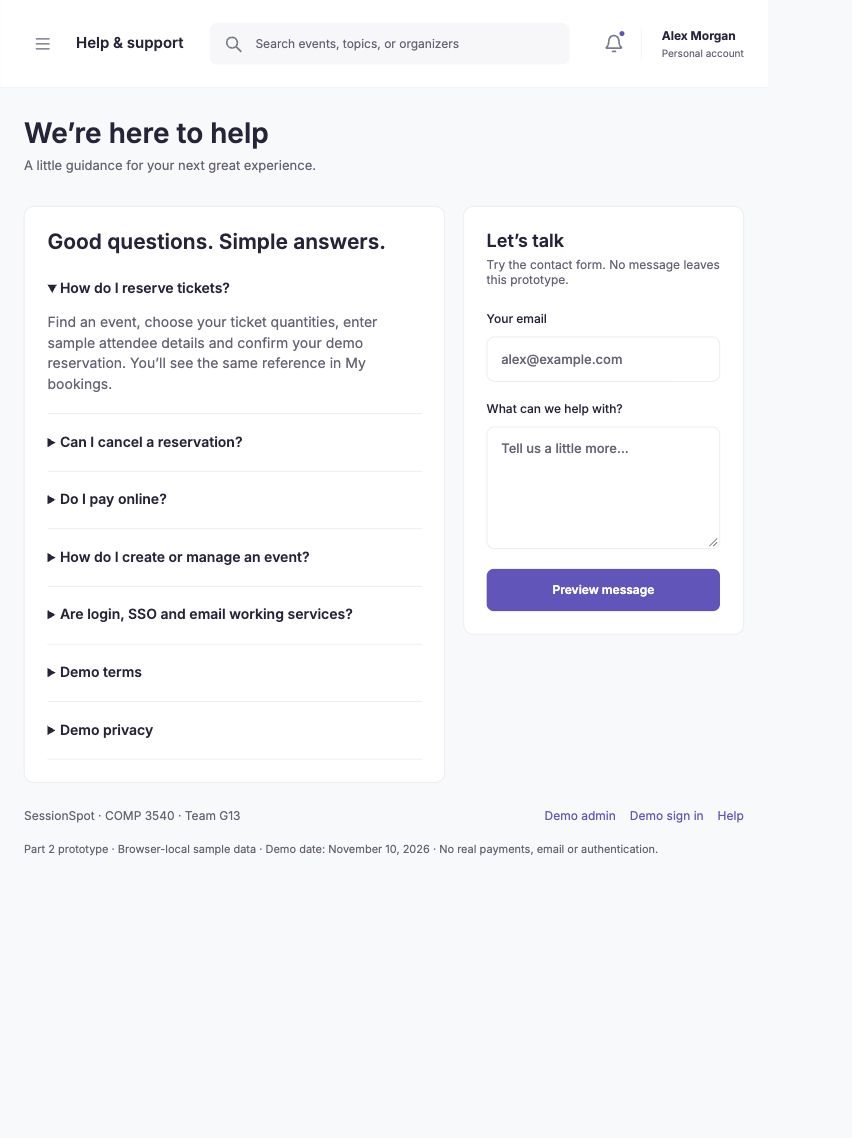 Help & support
Search events, topics, or organizers
Alex Morgan
Personal account
We’re here to help
A little guidance for your next great experience.
Good questions. Simple answers.
How do I reserve tickets?
Find an event, choose your ticket quantities, enter
sample attendee details and confirm your demo
reservation. You’ll see the same reference in My
bookings.
Can I cancel a reservation?
Do I pay online?
How do I create or manage an event?
Are login, SSO and email working services?
Demo terms
Demo privacy
Let’s talk
Try the contact form. No message leaves
this prototype.
Your email
alex@example.com
What can we help with?
Tell us a little more...
Preview message
SessionSpot · COMP 3540 · Team G13
Demo admin Demo sign in Help
Part 2 prototype · Browser-local sample data · Demo date: November 10, 2026 · No real payments, email or authentication.